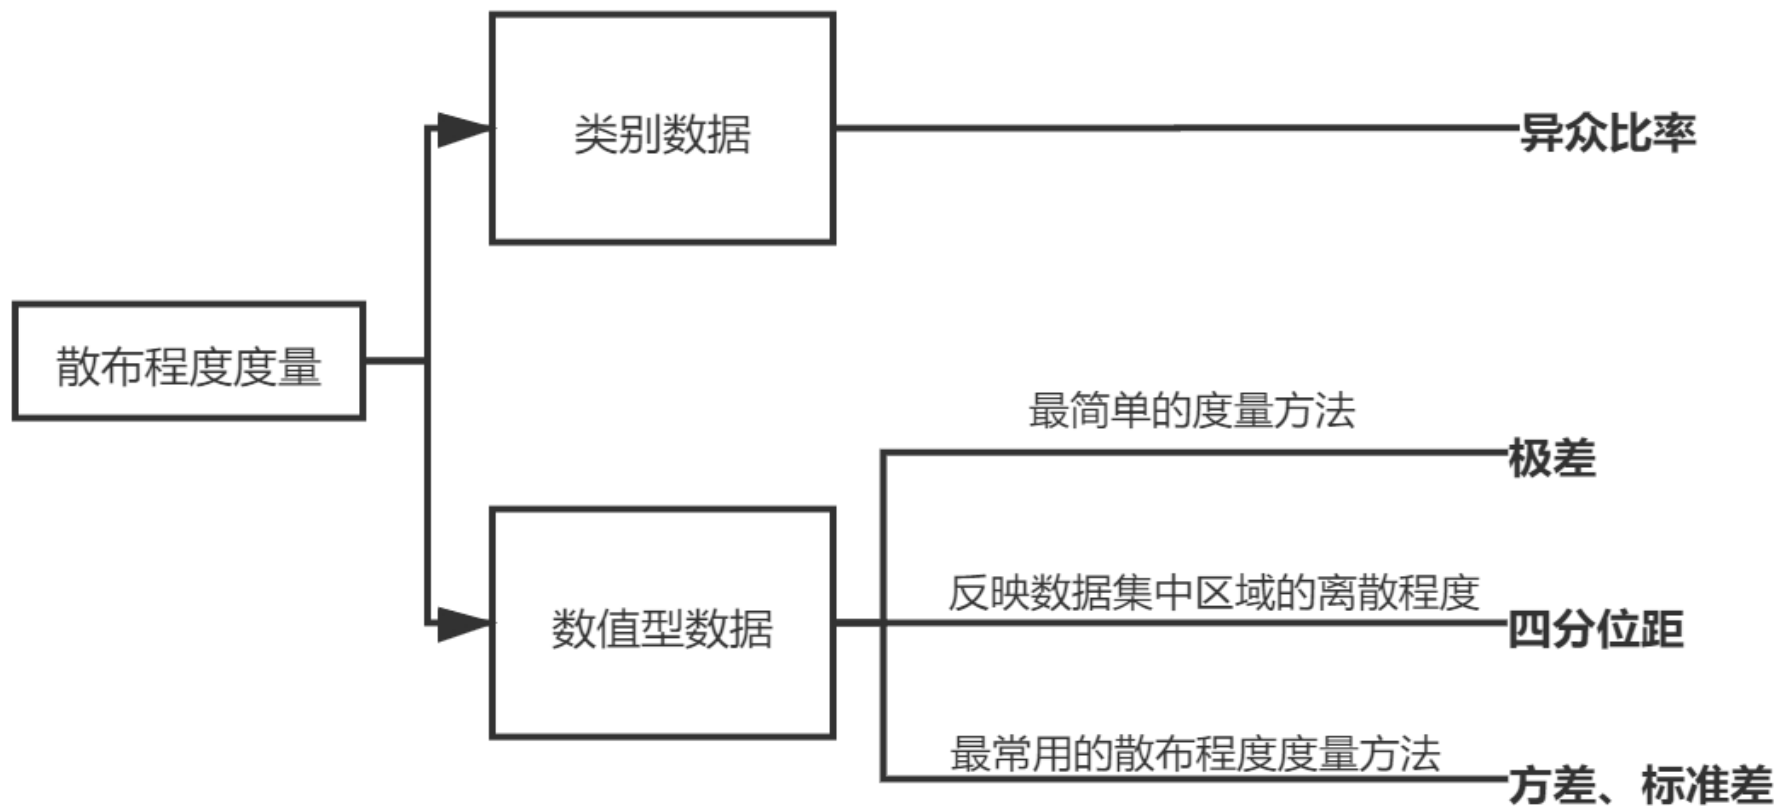 类别数据
异众比率
散布程度度量
最简单的度量方法
极差
数值型数据
反映数据集中区域的离散程度
四分位距
最常用的散布程度度量方法
方差、标准差